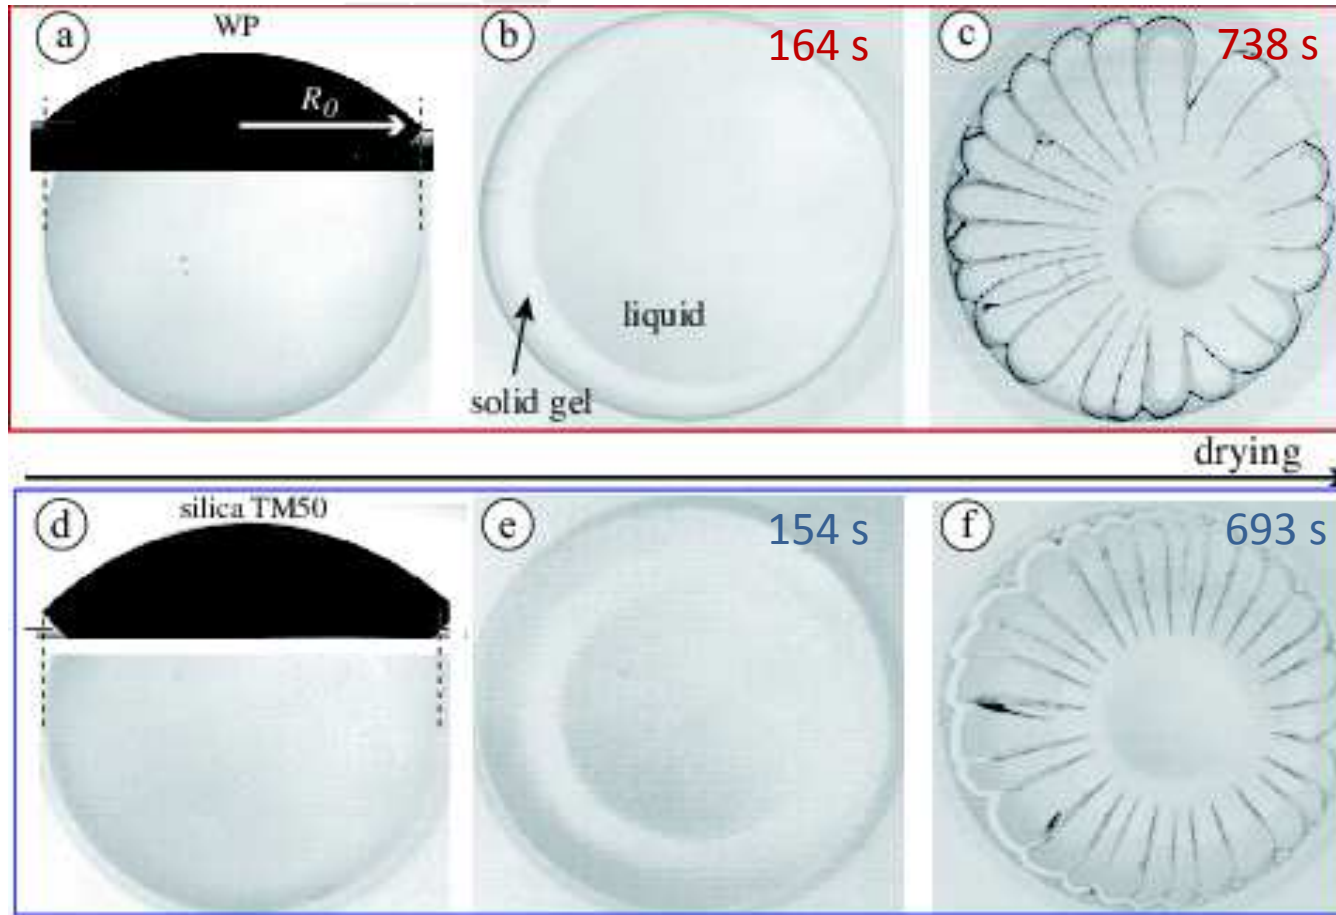 a
WP
R0
b
164 s
liquid
solid gel
c
738 s
drying
d
silica TM50
e
154 s
f
693 s